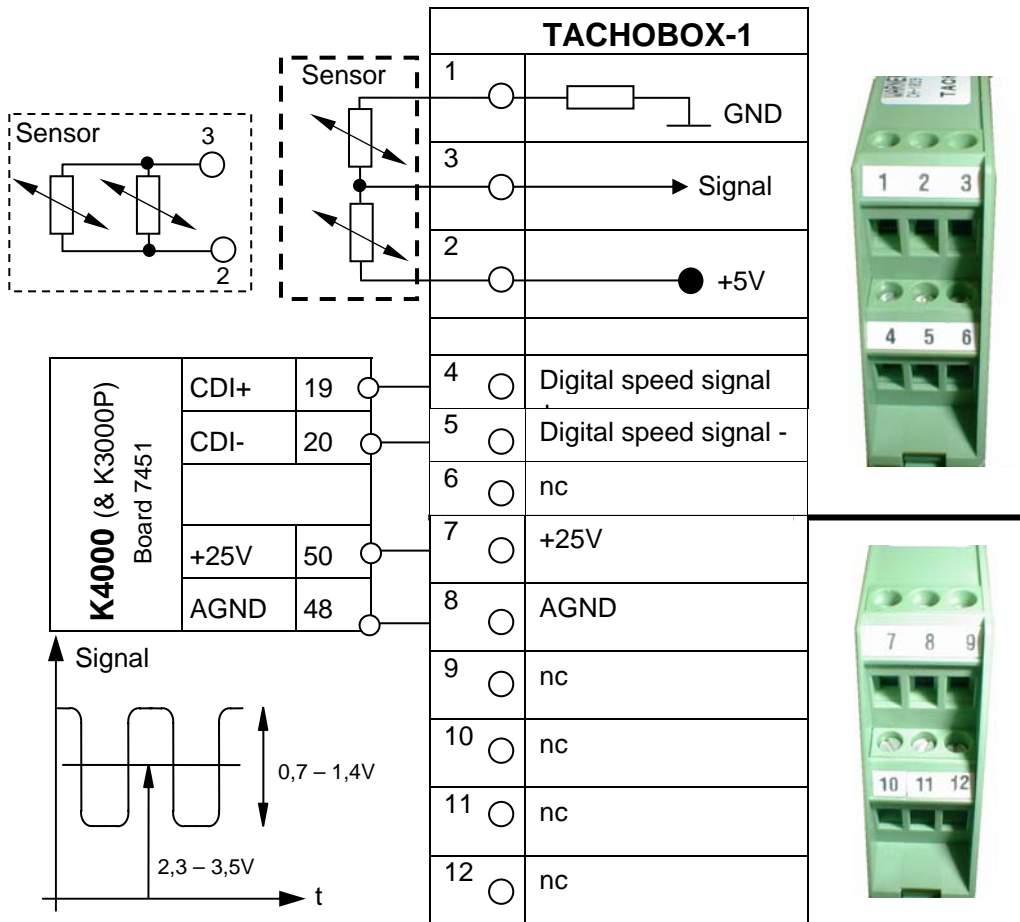 TACHOBOX-1
Sensor
3
2
Sensor
1
GND
3
Signal
2
+5V
4
Digital speed signal
5
Digital speed signal -
6
nc
7
+25V
8
AGND
9
nc
10
nc
11
nc
12
nc
K4000 (& K3000P)
Board 7451
CDI+ 19
CDI- 20
+25V 50
AGND 48
Signal
0,7 – 1,4V
2,3 – 3,5V
t
1 2 3
4 5 6
7 8 9
10 11 12